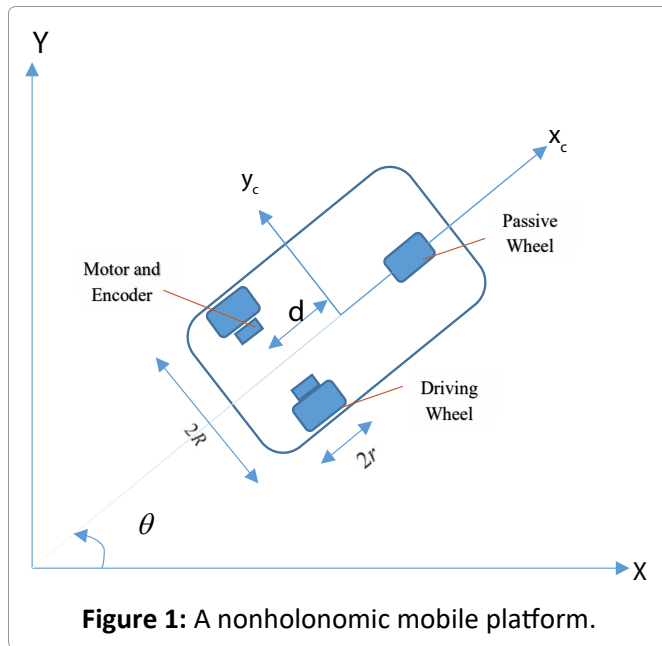 Y
x_c
y_c
Passive
Wheel
Motor and
Encoder
d
Driving
Wheel
2R
2r
θ
X
Figure 1: A nonholonomic mobile platform.